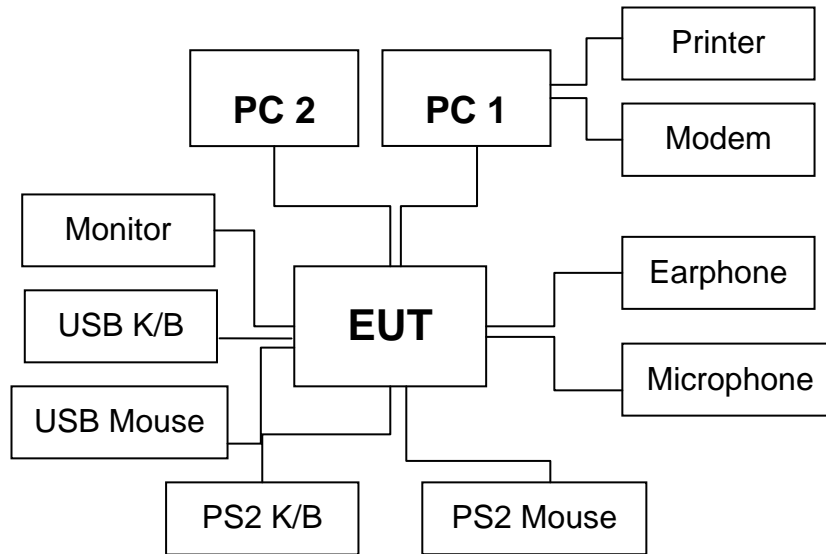 Printer
PC 2
PC 1
Modem
Monitor
Earphone
USB K/B
EUT
Microphone
USB Mouse
PS2 K/B
PS2 Mouse